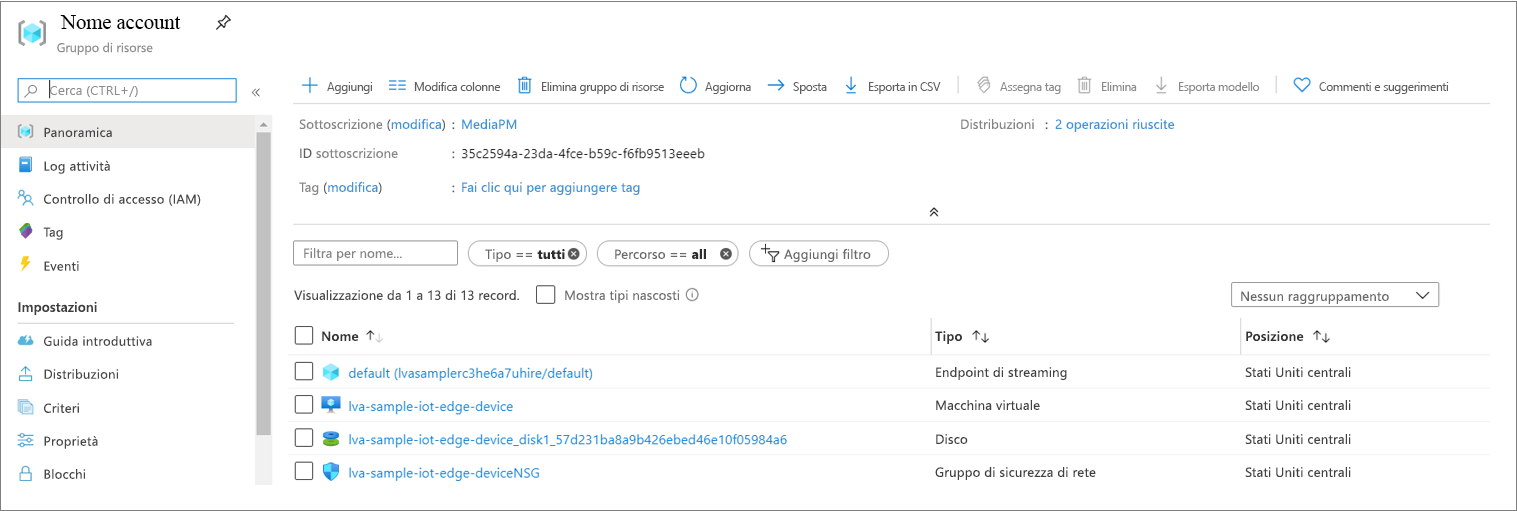 Nome account
Gruppo di risorse
Cerca (CTRL+/)
«
Panoramica
Log attività
Controllo di accesso (IAM)
Tag
Eventi
Impostazioni
Guida introduttiva
Distribuzioni
Criteri
Proprietà
Blocchi
Aggiungi Modifica colonne Elimina gruppo di risorse Aggiorna Sposta Esporta in CSV Assegna tag Elimina Esporta modello Commenti e suggerimenti
Sottoscrizione (modifica) : MediaPM Distribuzioni : 2 operazioni riuscite
ID sottoscrizione : 35c2594a-23da-4fce-b59c-f6fb9513eeeb
Tag (modifica) : Fai clic qui per aggiungere tag
Filtra per nome... Tipo == tutti Percorso == all Aggiungi filtro
Visualizzazione da 1 a 13 di 13 record. Mostra tipi nascosti Nessun raggruppamento
Nome Tipo Posizione
default (lvasamplerc3he6a7uhire/default) Endpoint di streaming Stati Uniti centrali
lva-sample-iot-edge-device Macchina virtuale Stati Uniti centrali
lva-sample-iot-edge-device_disk1_57d231ba8a9b426ebed46e10f05984a6 Disco Stati Uniti centrali
lva-sample-iot-edge-deviceNSG Gruppo di sicurezza di rete Stati Uniti centrali